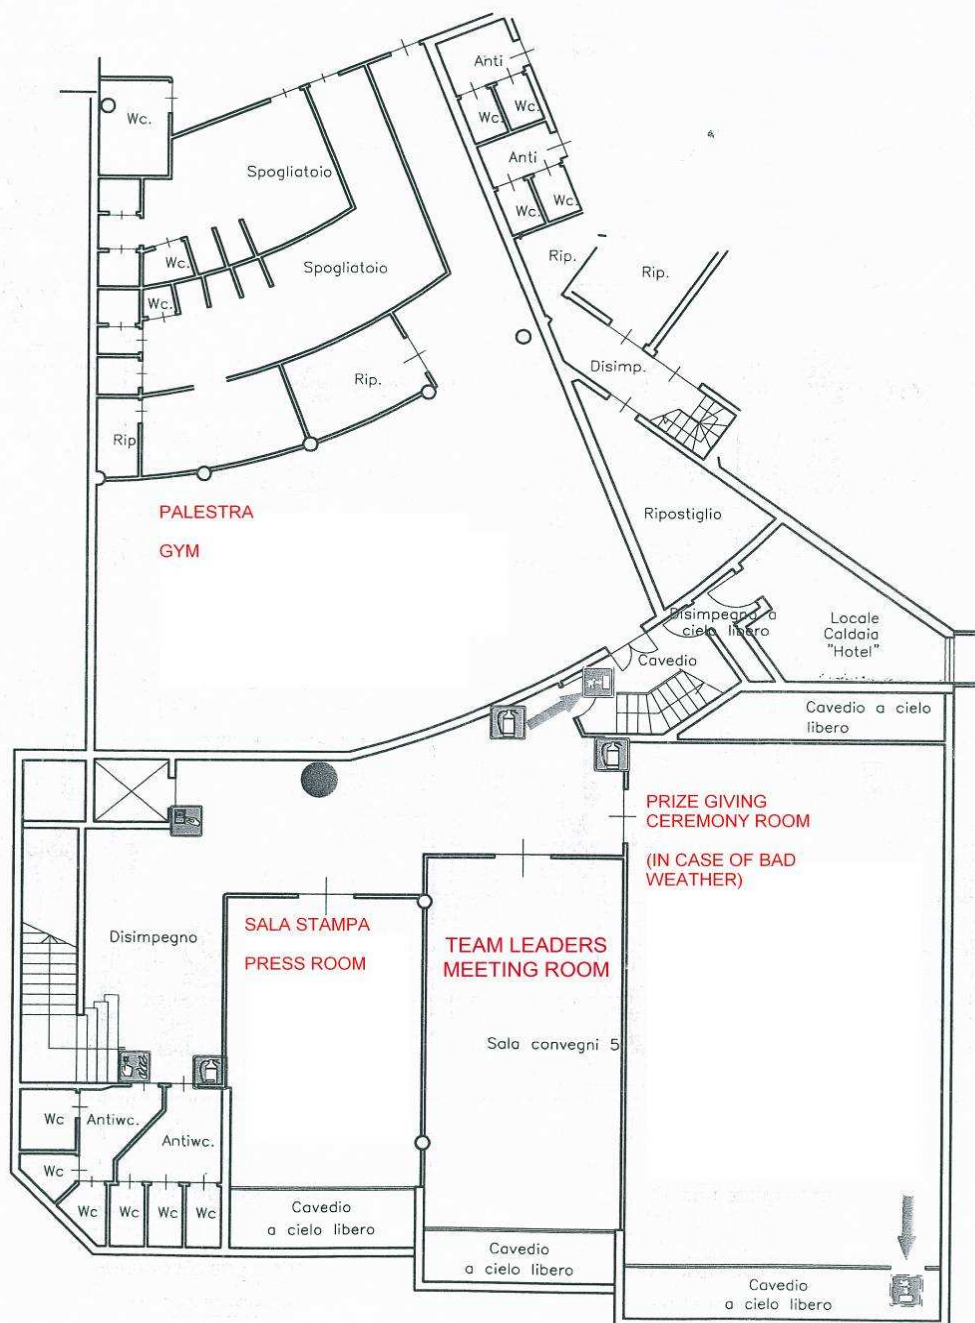 Anti
Wc.
Wc.
Wc.
Anti
Spogliatoio
Wc.
Wc.
Rip.
Rip.
Wc.
Spogliatoio
Wc.
Disimp.
Rip.
Rip
PALESTRA
GYM
Ripostiglio
Disimpegno a
cielo libero
Locale
Caldaia
"Hotel"
Cavedio
Cavedio a cielo
libero
PRIZE GIVING
CEREMONY ROOM
(IN CASE OF BAD
WEATHER)
SALA STAMPA
PRESS ROOM
Disimpegno
TEAM LEADERS
MEETING ROOM
Sala convegni 5
Wc
Antiwc.
Antiwc.
Wc
Wc
Wc
Wc
Wc
Cavedio
a cielo libero
Cavedio
a cielo libero
Cavedio
a cielo libero